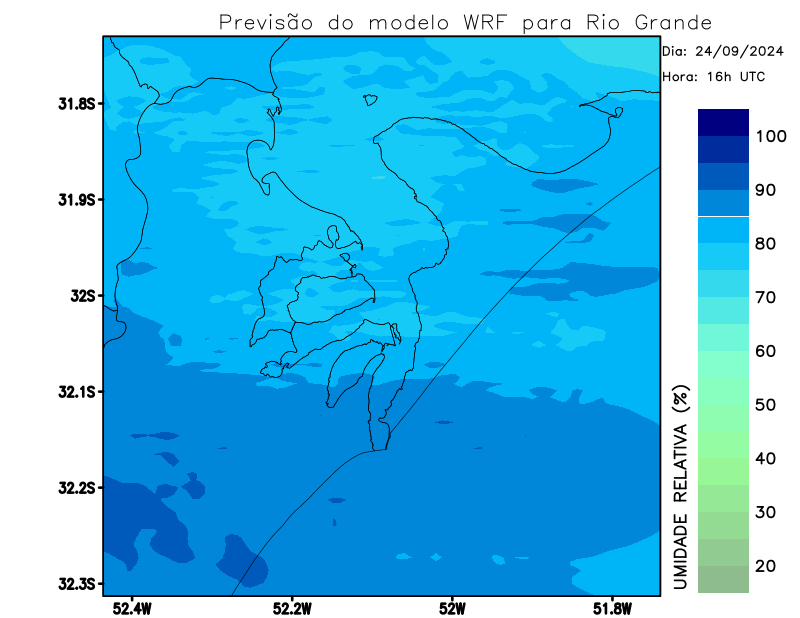 Previsão do modelo WRF para Rio Grande
Dia: 24/09/2024
Hora: 16h UTC
31.8S
31.9S
32S
32.1S
32.2S
32.3S
52.4W
52.2W
52W
51.8W
100
90
80
70
60
50
40
30
20
UMIDADE RELATIVA (%)